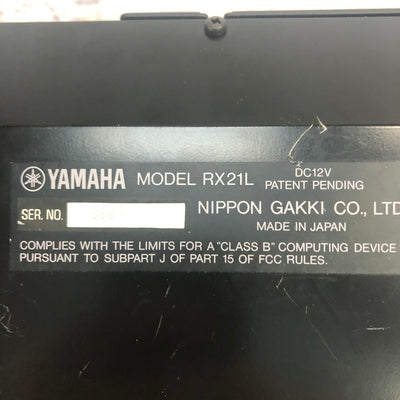 YAMAHA MODEL RX21L DC12V
PATENT PENDING
SER. NO. NIPPON GAKKI CO., LTD
MADE IN JAPAN
COMPLIES WITH THE LIMITS FOR A "CLASS B" COMPUTING DEVICE
PURSUANT TO SUBPART J OF PART 15 OF FCC RULES.